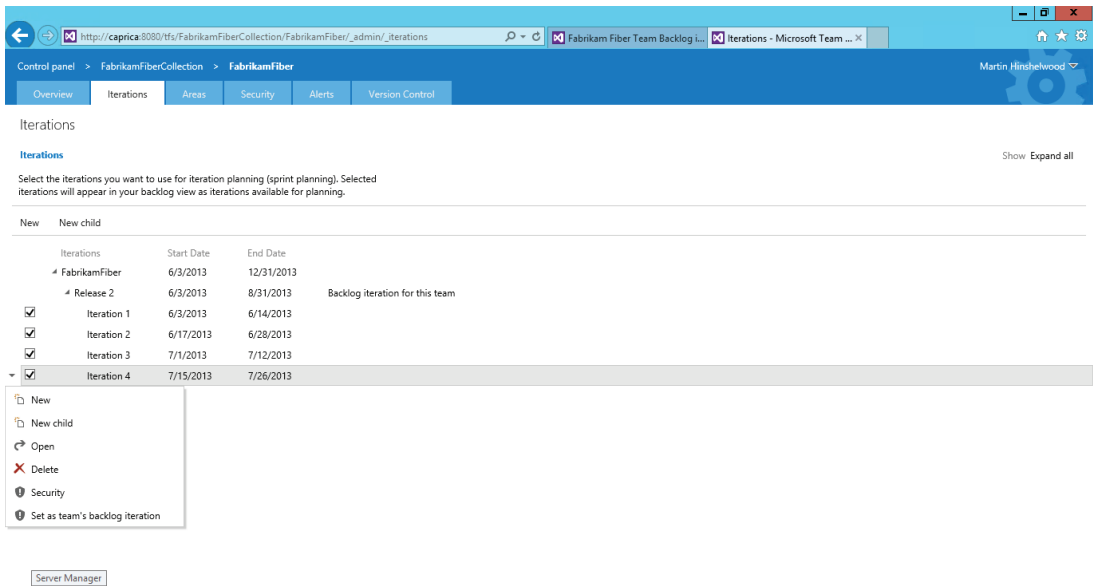 http://caprica:8080/tfs/FabrikamFiberCollection/FabrikamFiber/_admin/_iterations
Fabrikam Fiber Team Backlog i...
Iterations - Microsoft Team ...
Control panel > FabrikamFiberCollection > FabrikamFiber
Martin Hinshelwood
Overview Iterations Areas Security Alerts Version Control
Iterations
Iterations
Show Expand all
Select the iterations you want to use for iteration planning (sprint planning). Selected
iterations will appear in your backlog view as iterations available for planning.
New New child
Iterations Start Date End Date
FabrikamFiber 6/3/2013 12/31/2013
Release 2 6/3/2013 8/31/2013 Backlog iteration for this team
Iteration 1 6/3/2013 6/14/2013
Iteration 2 6/17/2013 6/28/2013
Iteration 3 7/1/2013 7/12/2013
Iteration 4 7/15/2013 7/26/2013
New
New child
Open
Delete
Security
Set as team's backlog iteration
Server Manager